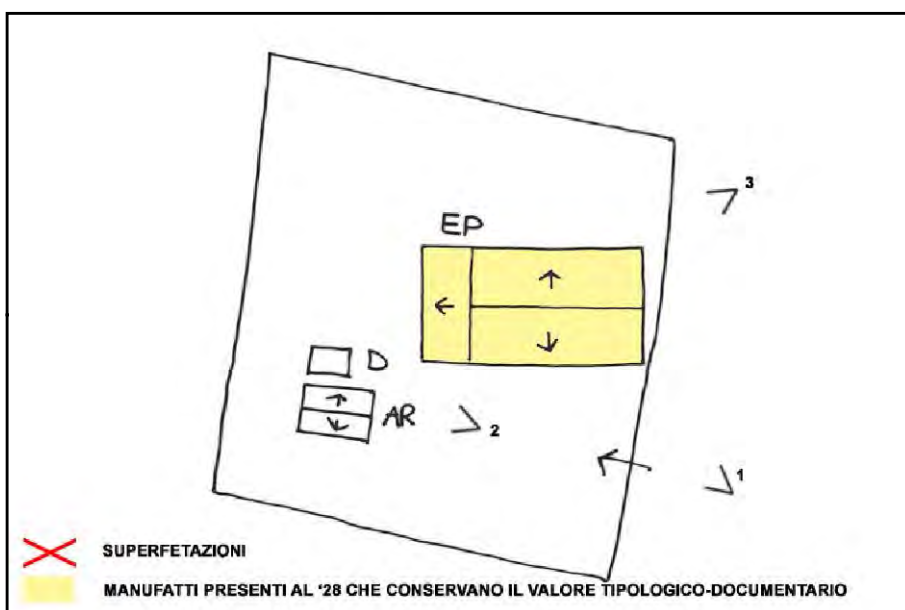 3
EP
D
AR
2
1
SUPERFETAZIONI
MANUFATTI PRESENTI AL '28 CHE CONSERVANO IL VALORE TIPOLOGICO-DOCUMENTARIO